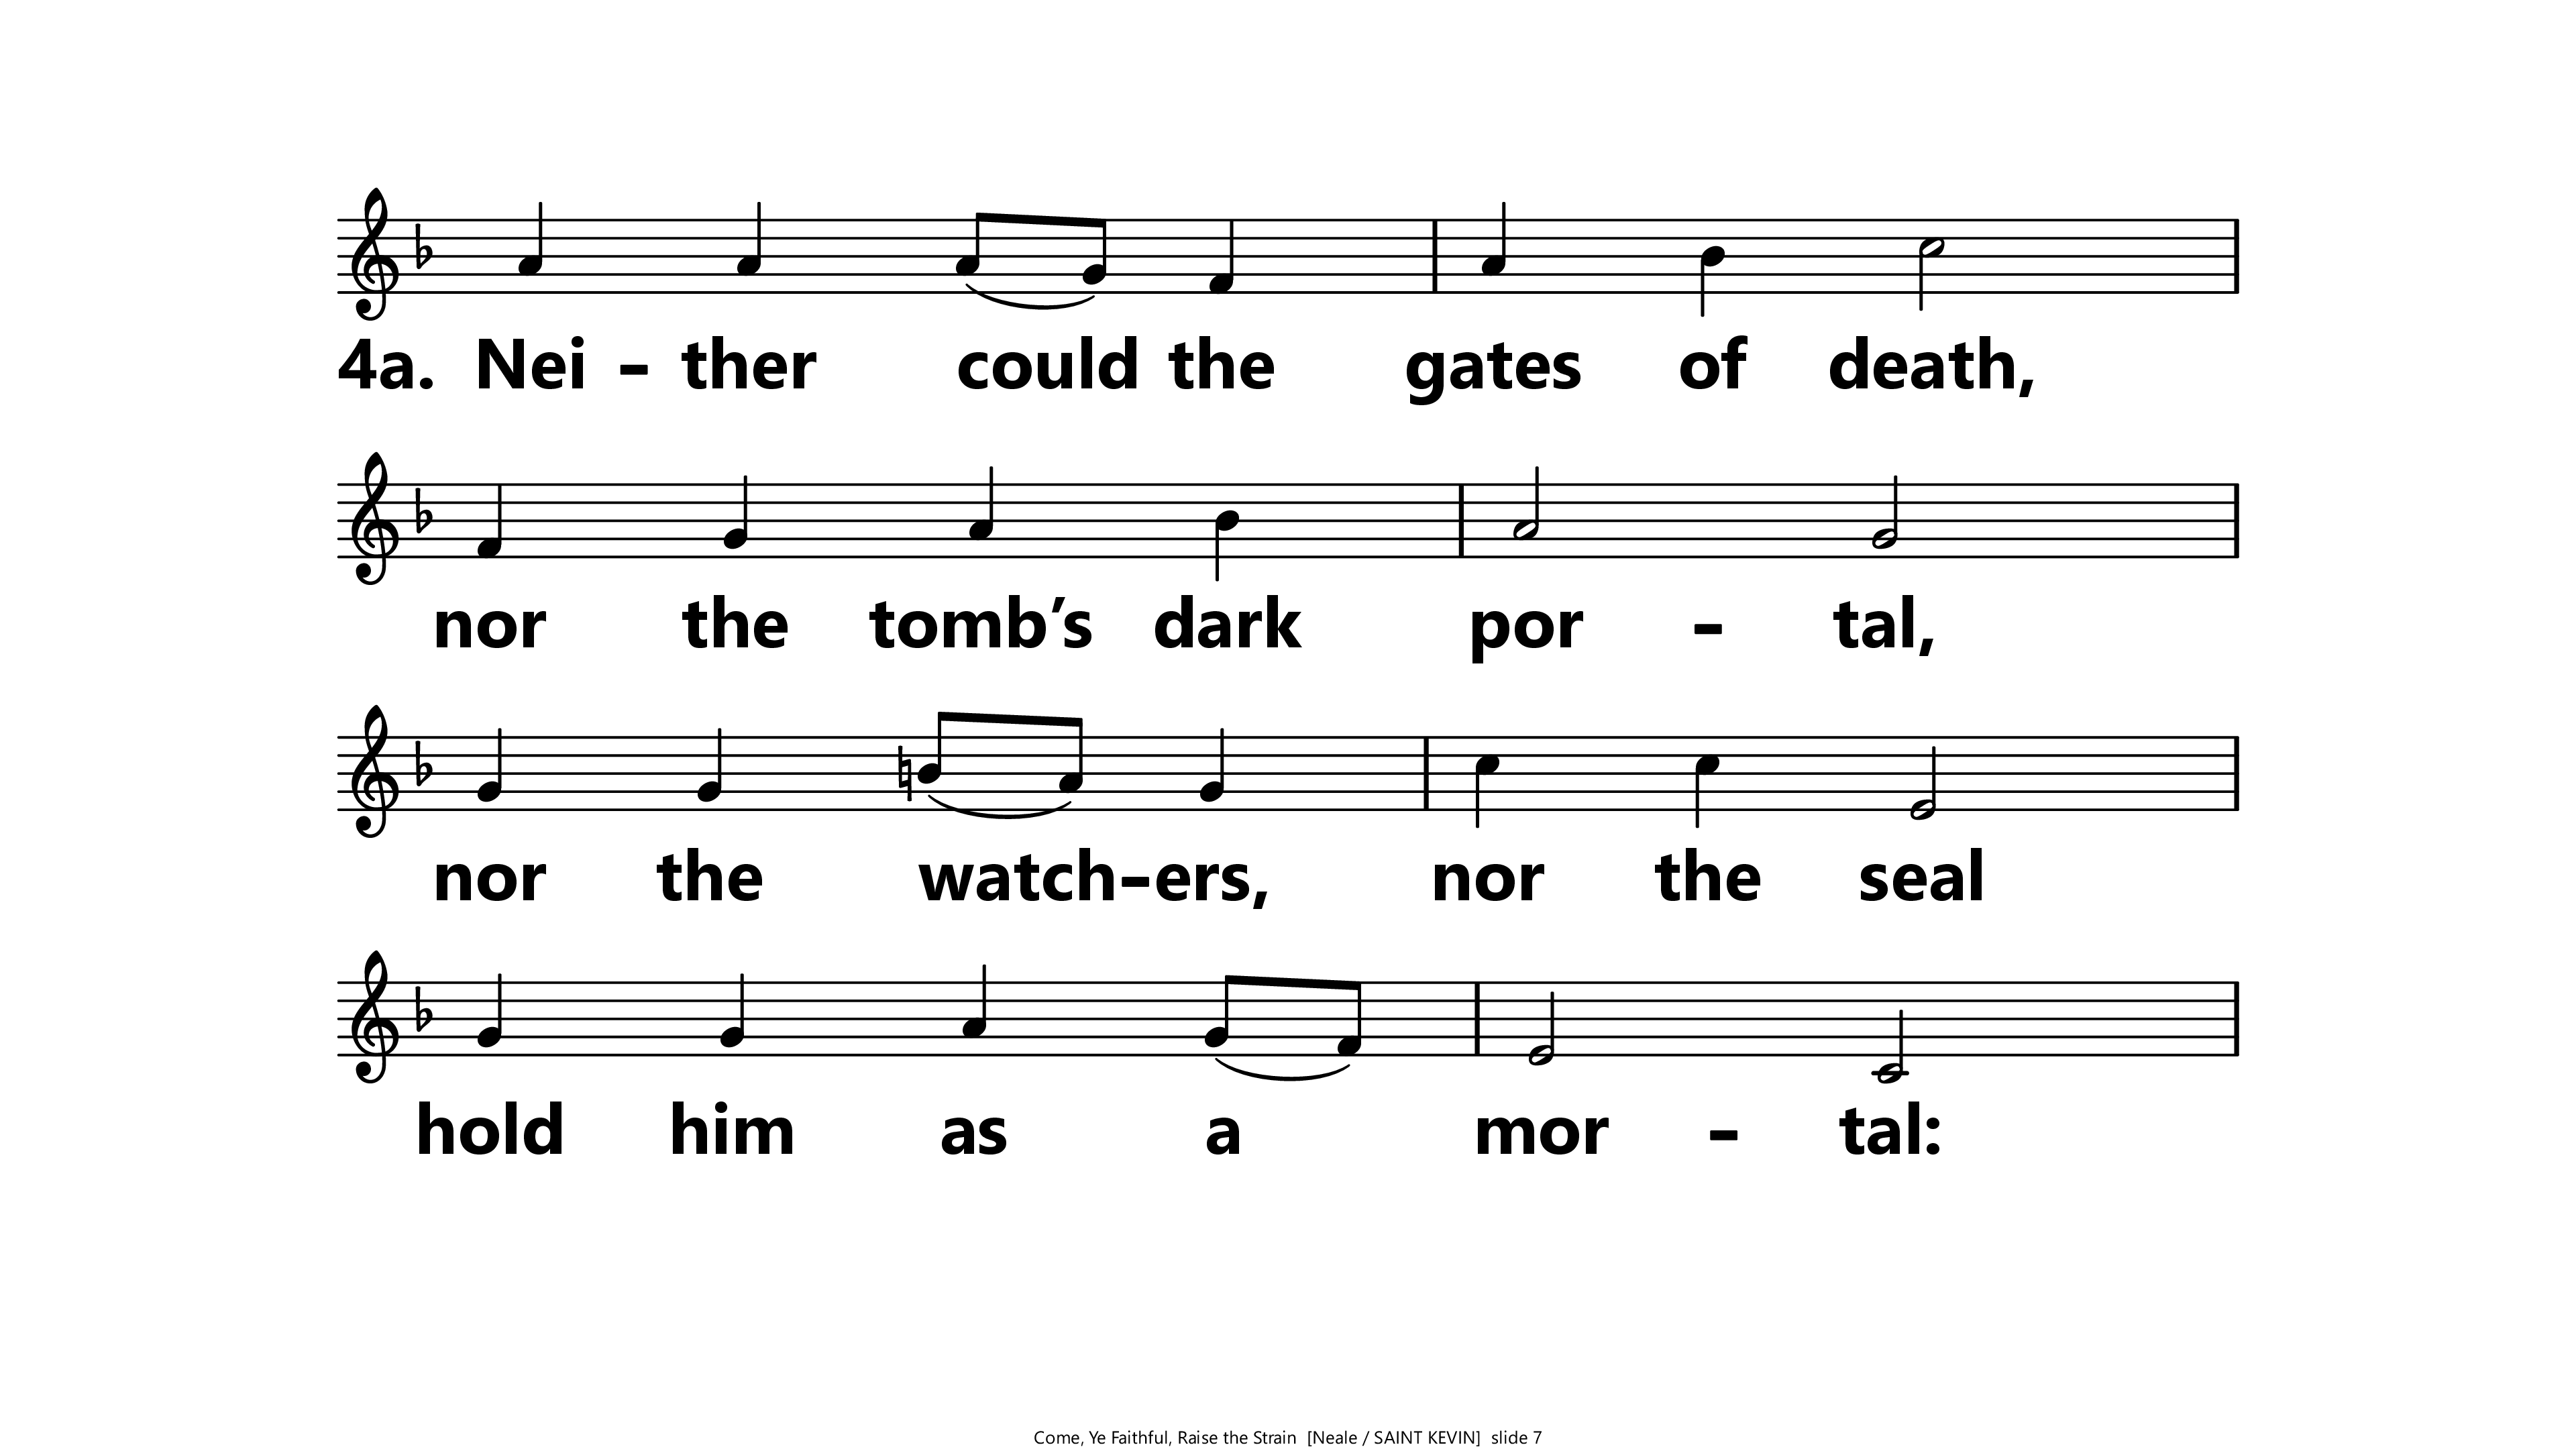 4a. Nei - ther could the gates of death,
nor the tomb’s dark por - tal,
nor the watch-ers, nor the seal
hold him as a mor - tal:
Come, Ye Faithful, Raise the Strain [Neale / SAINT KEVIN] slide 7